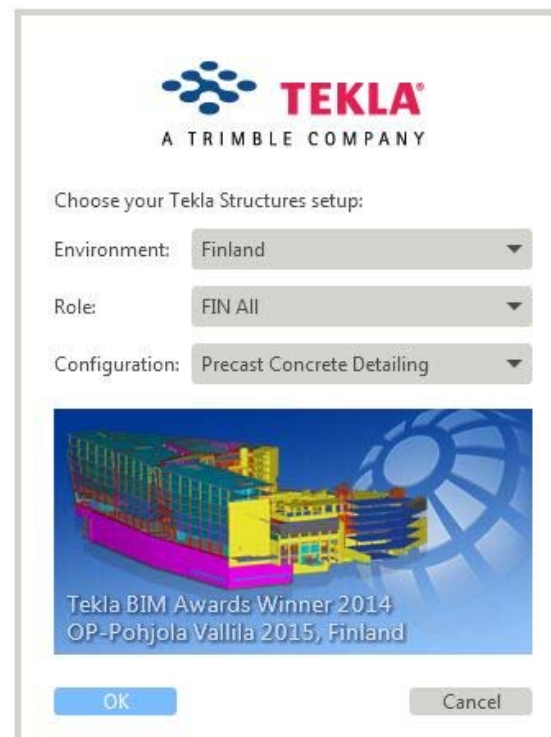 TEKLA®
A TRIMBLE COMPANY
Choose your Tekla Structures setup:
Environment: Finland
Role: FIN All
Configuration: Precast Concrete Detailing
Tekla BIM Awards Winner 2014
OP-Pohjola Vallila 2015, Finland
OK Cancel